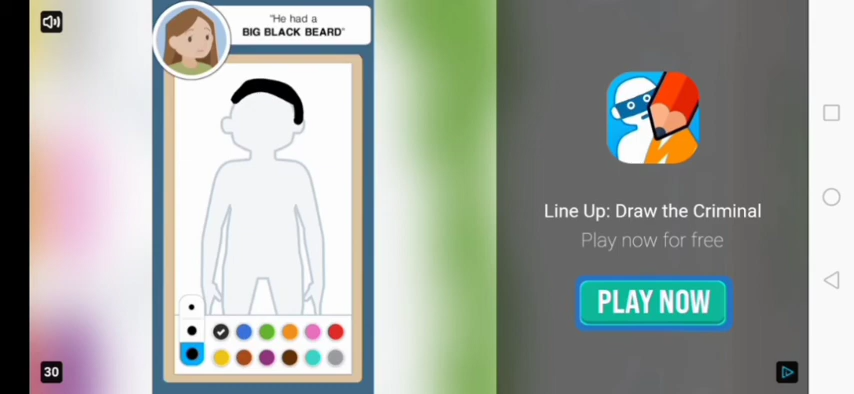 "He had a
BIG BLACK BEARD"
Line Up: Draw the Criminal
Play now for free
PLAY NOW
30